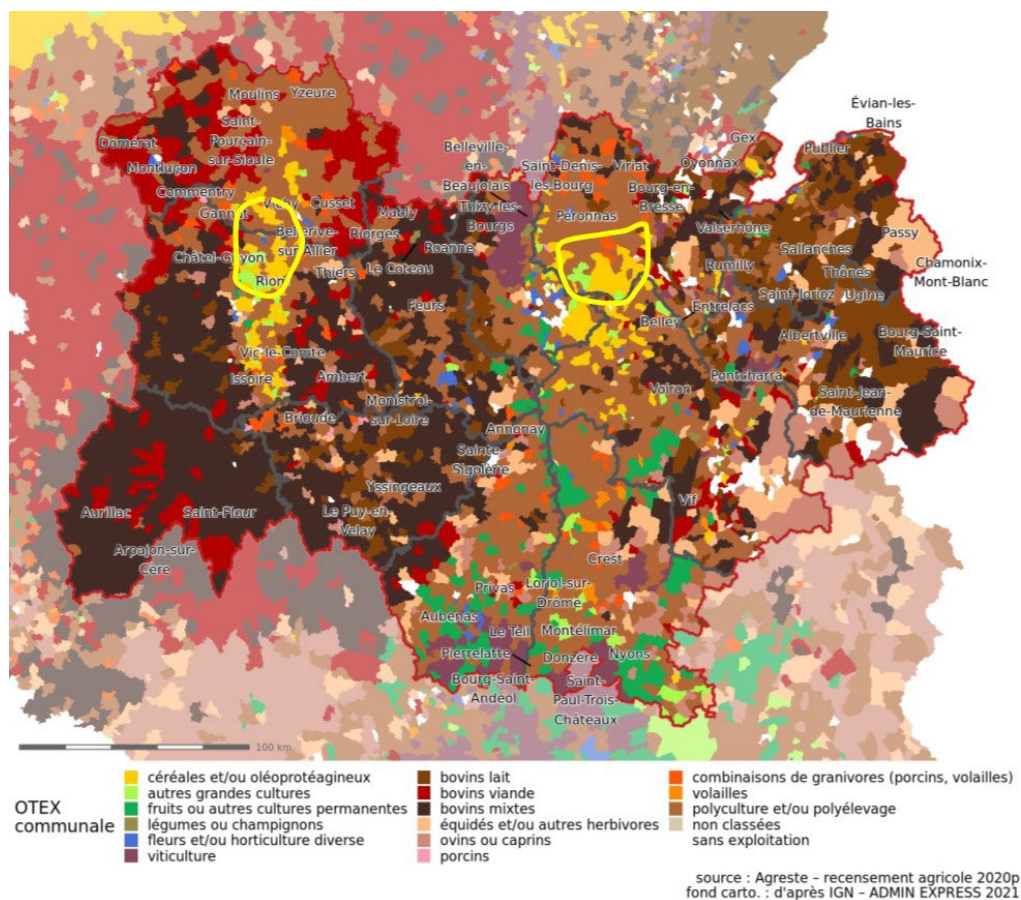 Évian-les-
Bains
Moulins
Yzeure
Gex
Publier
Domérat
Saint-
Pourçain-
sur-Sioule
Belleville-
en-
Beaujolais
Saint-Denis-
lès-Bourg
Viriat
Oyonnax
Montluçon
Commentry
Vichy
Cusset
Thizy-les-
Bourgs
Bourg-en-
Bresse
Gannat
Mably
Péronnas
Valserhône
Passy
Bellerive-
sur-Allier
Riorges
Roanne
Sallanches
Châtel-Guyon
Le Coteau
Rumilly
Thônes
Chamonix-
Mont-Blanc
Riom
Thiers
Saint-Jorioz
Ugine
Feurs
Entrelacs
Belley
Albertville
Bourg-Saint-
Maurice
Vic-le-Comte
Issoire
Ambert
Voiron
Pontcharra
Monistrol-
sur-Loire
Saint-Jean-
de-Maurienne
Brioude
Annonay
Sainte-
Sigolène
Yssingeaux
Vif
Aurillac
Saint-Flour
Le Puy-en-
Velay
Arpajon-sur-
Cère
Crest
Privas
Loriol-sur-
Drôme
Aubenas
Le Teil
Montélimar
Pierrelatte
Donzère
Nyons
Bourg-Saint-
Andéol
Saint-
Paul-Trois-
Châteaux
100 km
OTEX
communale
céréales et/ou oléoprotéagineux
autres grandes cultures
fruits ou autres cultures permanentes
légumes ou champignons
fleurs et/ou horticulture diverse
viticulture
bovins lait
bovins viande
bovins mixtes
équidés et/ou autres herbivores
ovins ou caprins
porcins
combinaisons de granivores (porcins, volailles)
volailles
polyculture et/ou polyélevage
non classées
sans exploitation
source : Agreste – recensement agricole 2020p
fond carto. : d'après IGN – ADMIN EXPRESS 2021